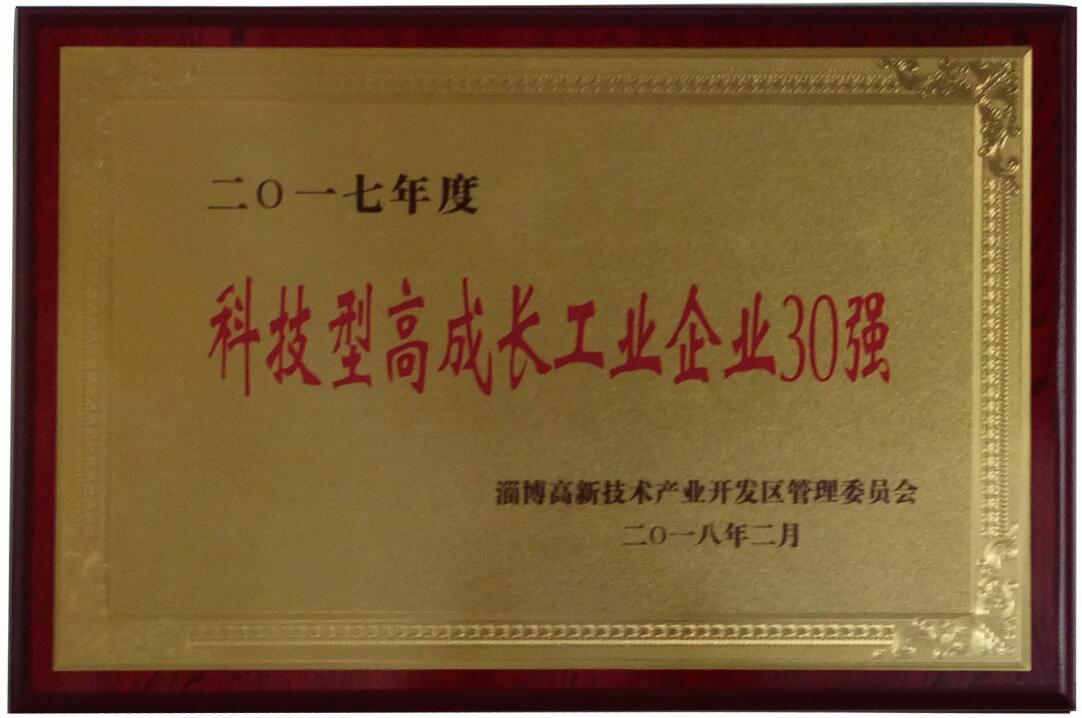 二〇一七年度
科技型高成长工业企业30强
淄博高新技术产业开发区管理委员会
二〇一八年二月